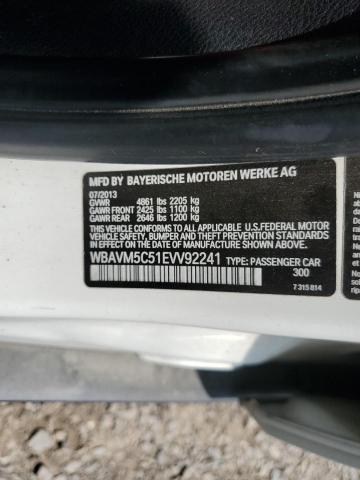 MFD BY BAYERISCHE MOTOREN WERKE AG
07/2013
GVWR 4861 lbs 2205 kg
GAWR FRONT 2425 lbs 1100 kg
GAWR REAR 2646 lbs 1200 kg
THIS VEHICLE CONFORMS TO ALL APPLICABLE U.S.FEDERAL MOTOR
VEHICLE SAFETY, BUMPER, AND THEFT PREVENTION STANDARDS
IN EFFECT ON THE DATE OF MANUFACTURE SHOWN ABOVE.
WBAVM5C51EVV92241 TYPE: PASSENGER CAR
300
7 315 814